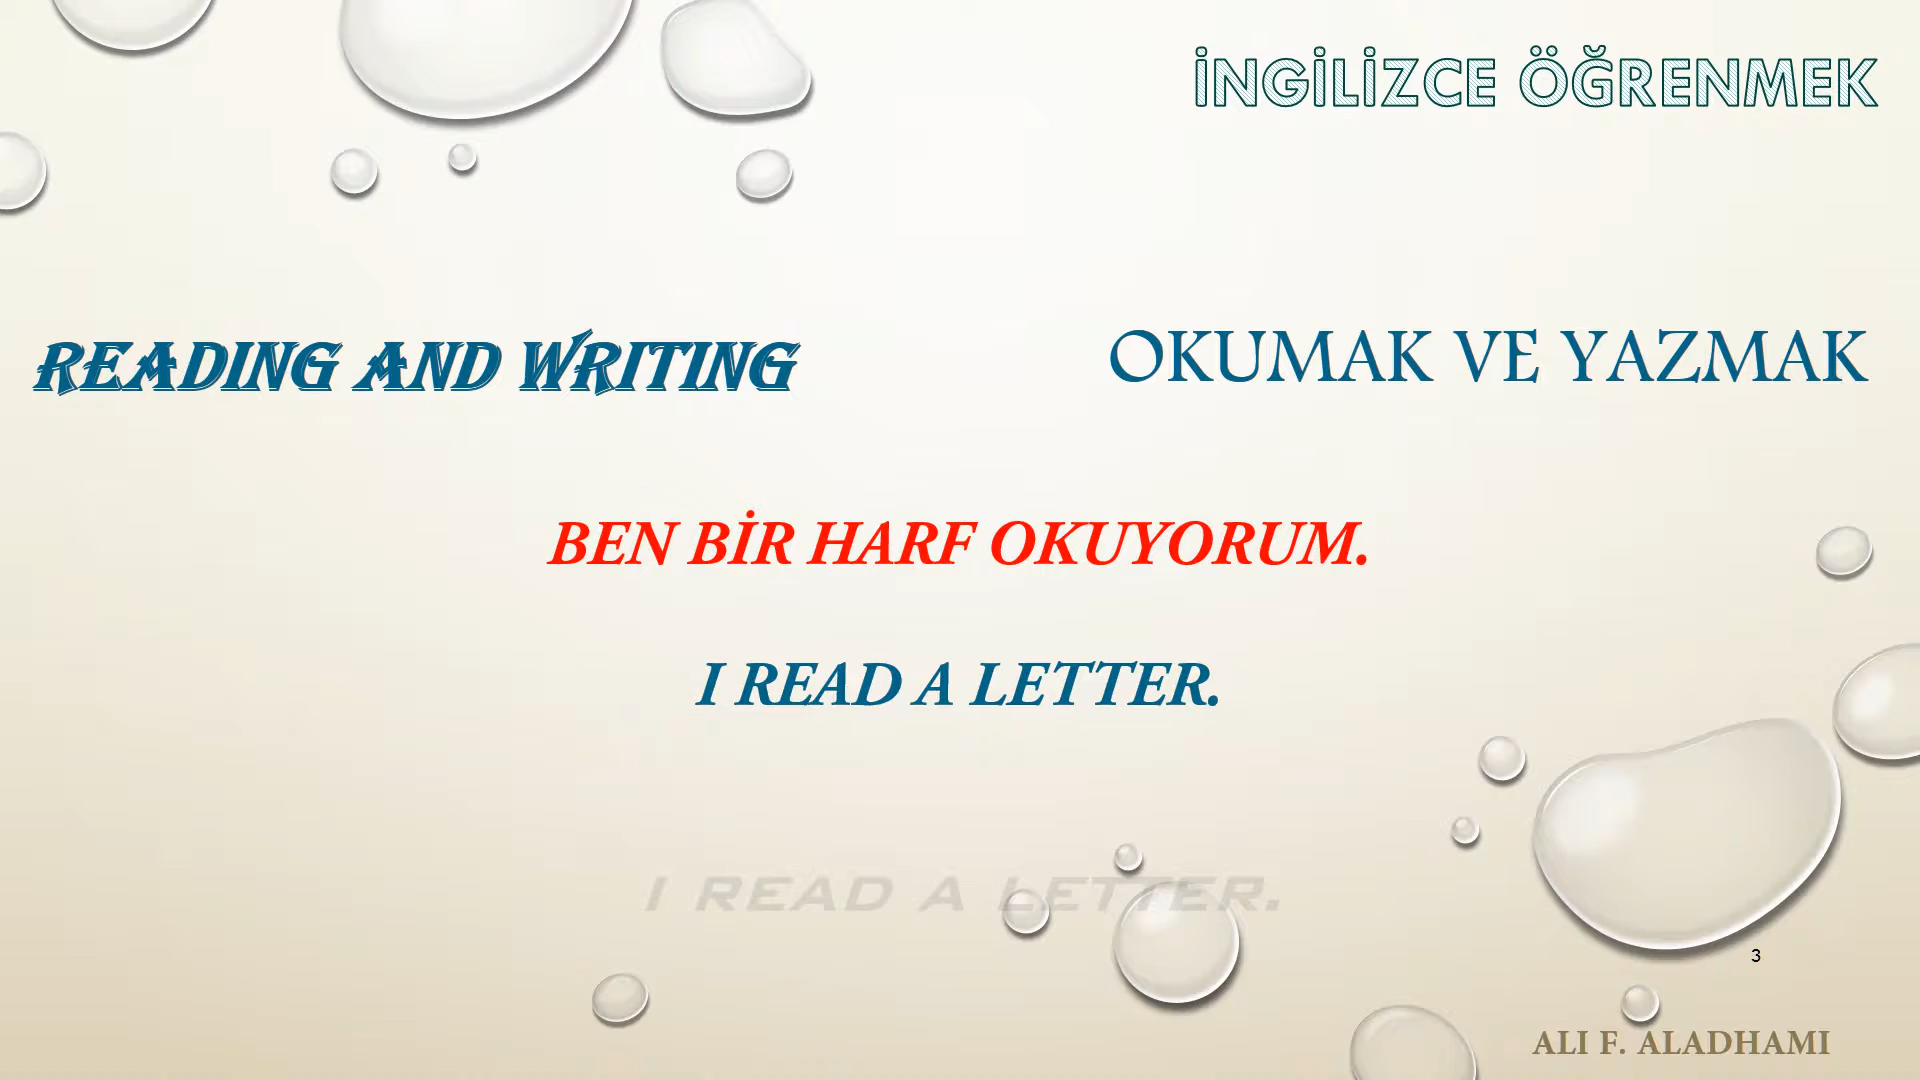 İNGİLİZCE ÖĞRENMEK
READING AND WRITING
OKUMAK VE YAZMAK
BEN BİR HARF OKUYORUM.
I READ A LETTER.
I READ A LETTER.
3
ALI F. ALADHAMI